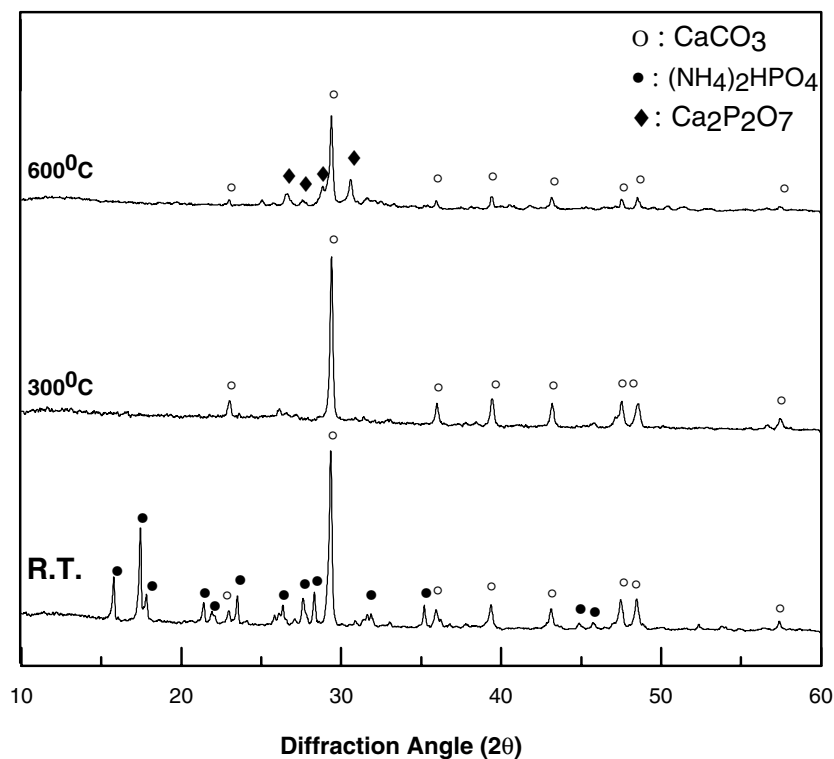 ○ : CaCO3
● : (NH4)2HPO4
◆ : Ca2P2O7
600⁰C
300⁰C
R.T.
10 20 30 40 50 60
Diffraction Angle (2θ)